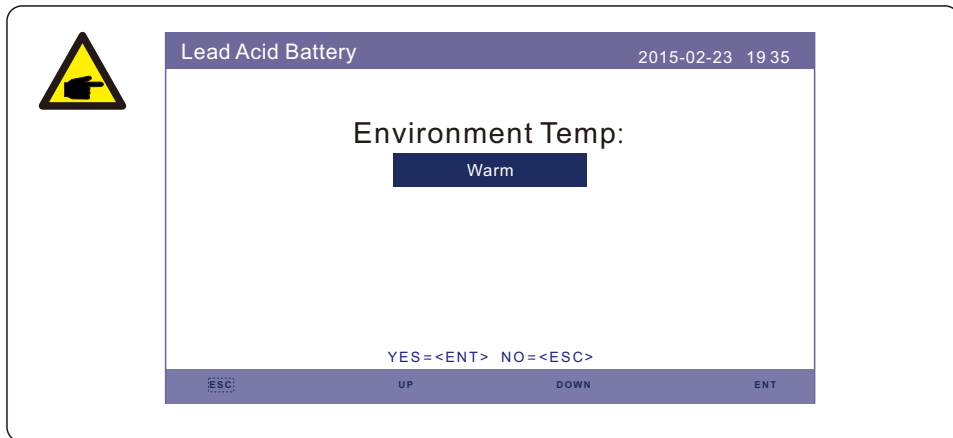 Lead Acid Battery 2015-02-23 19 35
Environment Temp:
Warm
YES=<ENT> NO=<ESC>
ESC UP DOWN ENT